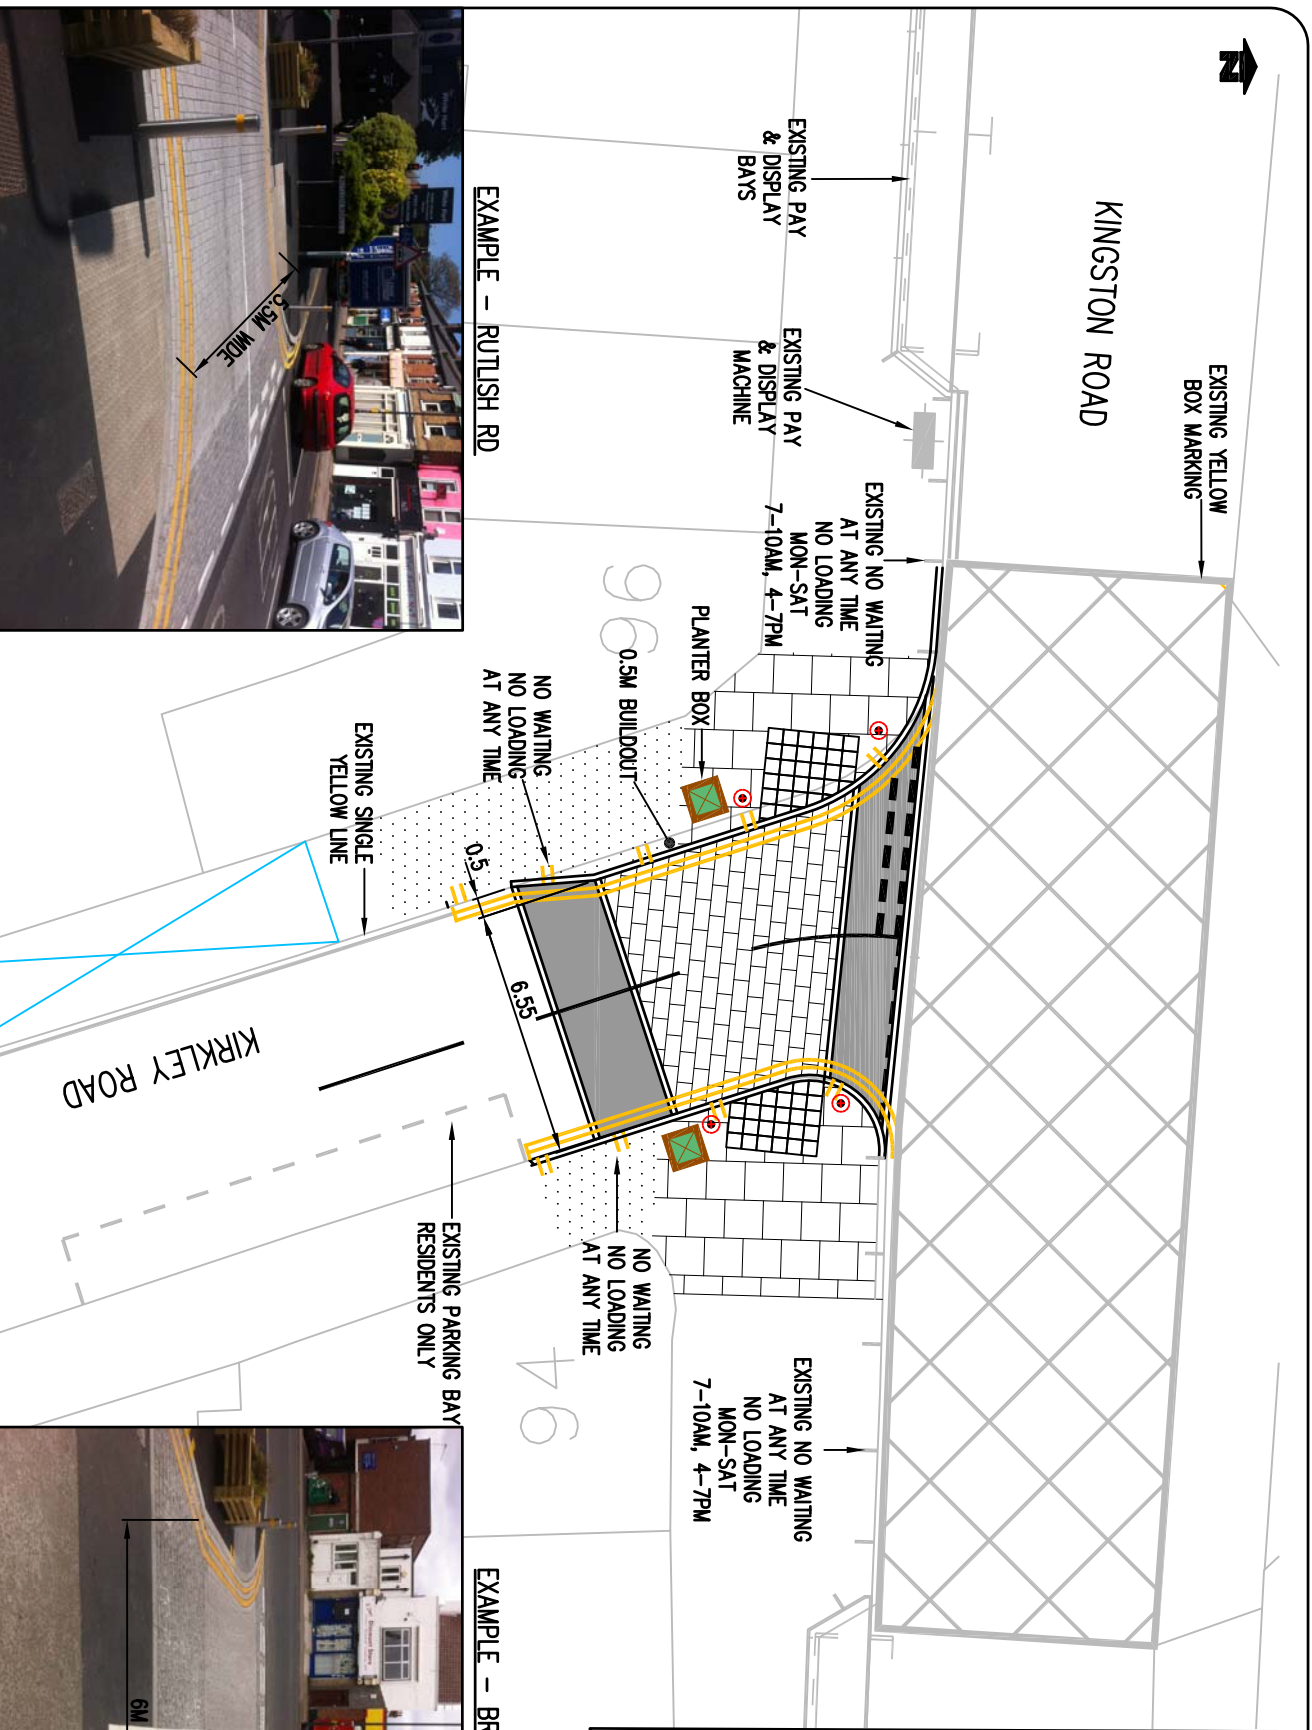 N
KINGSTON ROAD
EXISTING YELLOW
BOX MARKING
EXISTING PAY
& DISPLAY
BAYS
EXISTING PAY
& DISPLAY
MACHINE
EXISTING NO WAITING
AT ANY TIME
NO LOADING
MON-SAT
7-10AM, 4-7PM
PLANTER BOX
0.5M BUILDOUT
96
NO WAITING
NO LOADING
AT ANY TIME
EXISTING SINGLE
YELLOW LINE
0.5
6.55
KIRKLEY ROAD
EXISTING PARKING BAY
RESIDENTS ONLY
NO WAITING
NO LOADING
AT ANY TIME
94
EXISTING NO WAITING
AT ANY TIME
NO LOADING
MON-SAT
7-10AM, 4-7PM
EXAMPLE - RUTLISH RD
5.5M WIDE
White Hart
EXAMPLE - BR
6M